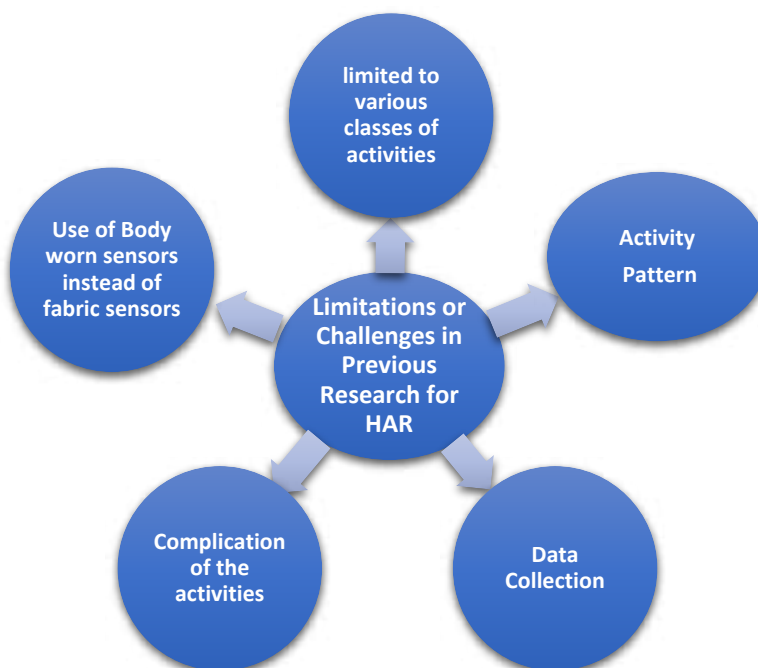 limited to
various
classes of
activities
Use of Body
worn sensors
instead of
fabric sensors
Activity
Pattern
Limitations or
Challenges in
Previous
Research for
HAR
Complication
of the
activities
Data
Collection